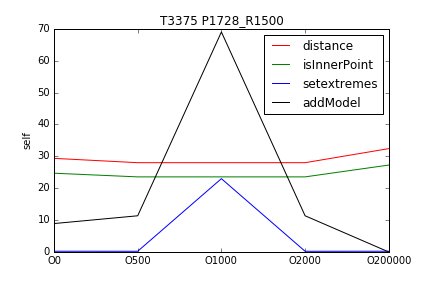 T3375 P1728_R1500
distance
isInnerPoint
setextremes
addModel
self
70
60
50
40
30
20
10
0
O0 O500 O1000 O2000 O200000